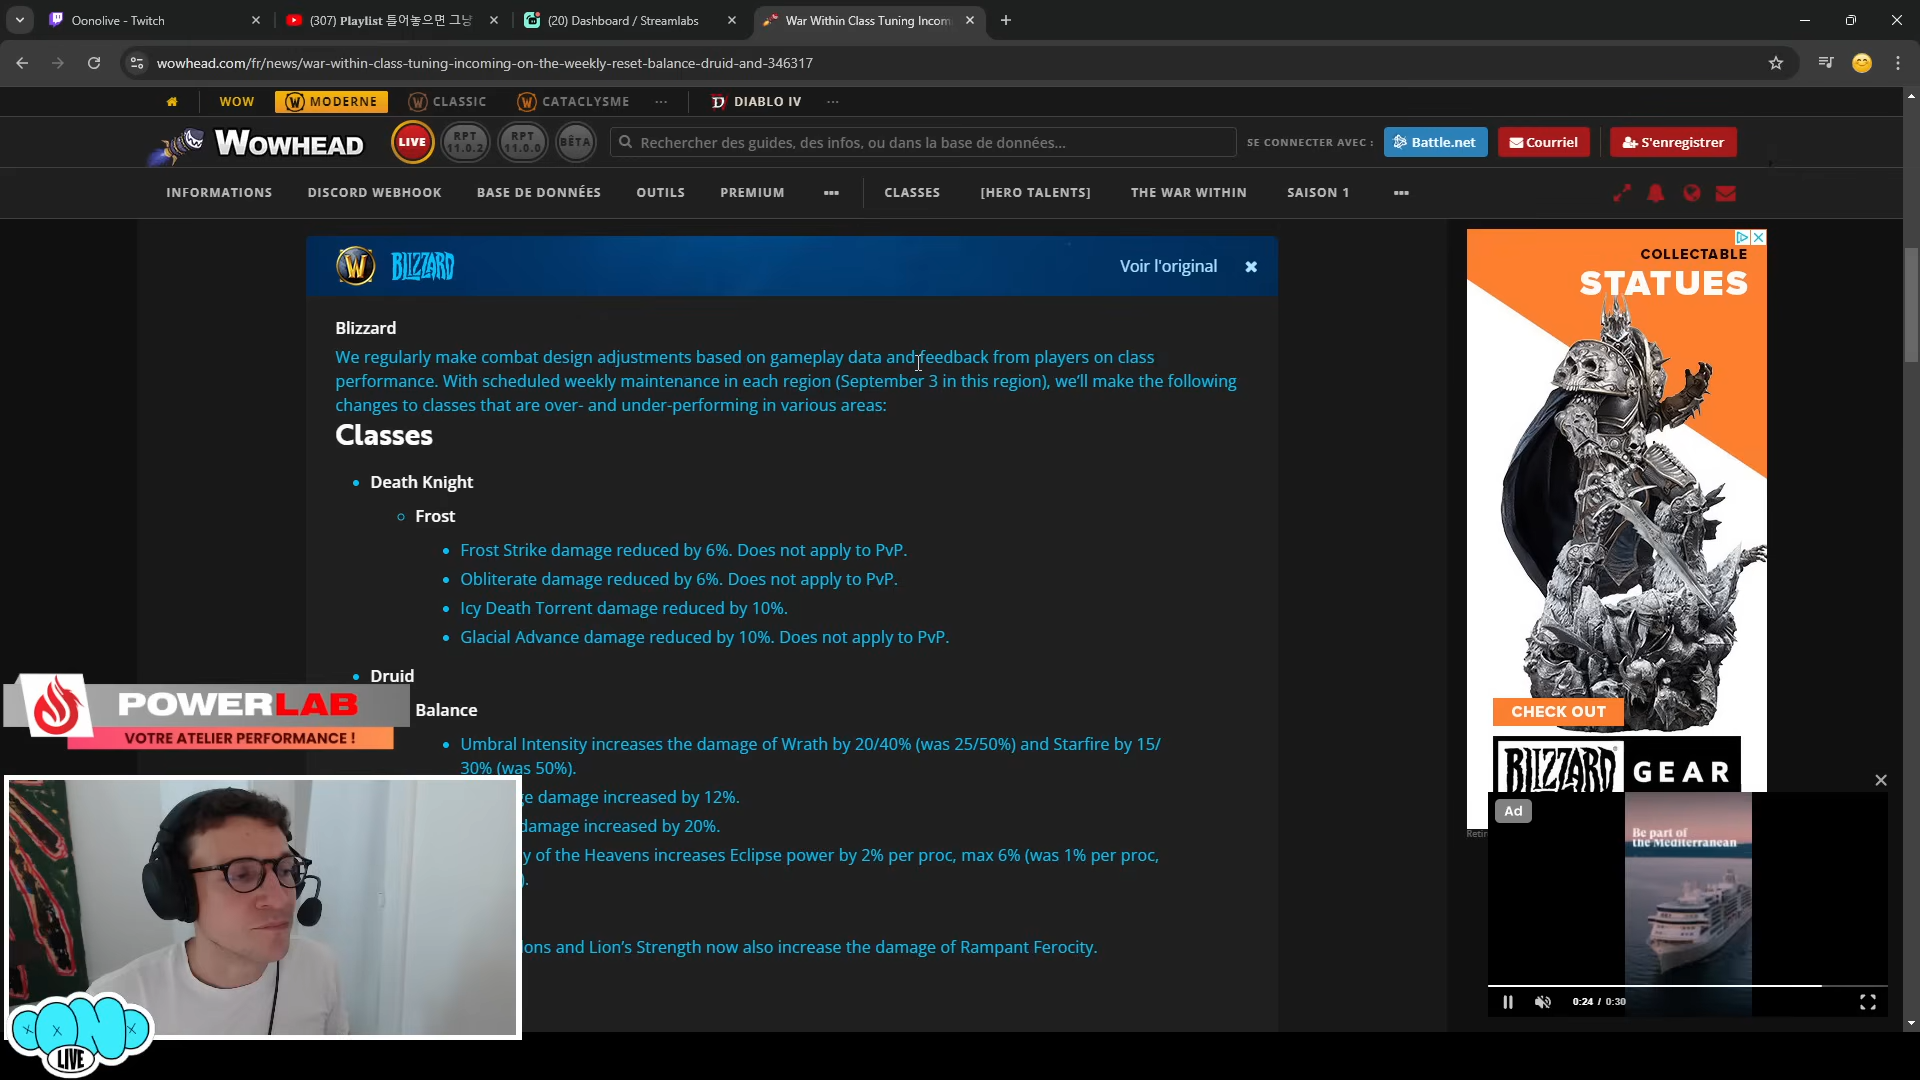 Oonolive - Twitch
(307) Playlist 틀어놓으면 그냥
(20) Dashboard / Streamlabs
War Within Class Tuning Incom
wowhead.com/fr/news/war-within-class-tuning-incoming-on-the-weekly-reset-balance-druid-and-346317
WOW
MODERNE
CLASSIC
CATACLYSME
DIABLO IV
WOWHEAD
LIVE
RPT 11.0.2
RPT 11.0.0
BÊTA
Rechercher des guides, des infos, ou dans la base de données...
SE CONNECTER AVEC :
Battle.net
Courriel
S'enregistrer
INFORMATIONS
DISCORD WEBHOOK
BASE DE DONNÉES
OUTILS
PREMIUM
CLASSES
[HERO TALENTS]
THE WAR WITHIN
SAISON 1
BLIZZARD
Voir l'original
Blizzard
We regularly make combat design adjustments based on gameplay data and feedback from players on class
performance. With scheduled weekly maintenance in each region (September 3 in this region), we’ll make the following
changes to classes that are over- and under-performing in various areas:
Classes
Death Knight
Frost
Frost Strike damage reduced by 6%. Does not apply to PvP.
Obliterate damage reduced by 6%. Does not apply to PvP.
Icy Death Torrent damage reduced by 10%.
Glacial Advance damage reduced by 10%. Does not apply to PvP.
Druid
Balance
Umbral Intensity increases the damage of Wrath by 20/40% (was 25/50%) and Starfire by 15/
30% (was 50%).
ge damage increased by 12%.
damage increased by 20%.
y of the Heavens increases Eclipse power by 2% per proc, max 6% (was 1% per proc,
).
ons and Lion’s Strength now also increase the damage of Rampant Ferocity.
COLLECTABLE
STATUES
CHECK OUT
BLIZZARD GEAR
Ad
Be part of
the Mediterranean
0:24 / 0:30
POWERLAB
VOTRE ATELIER PERFORMANCE !
OONO
LIVE